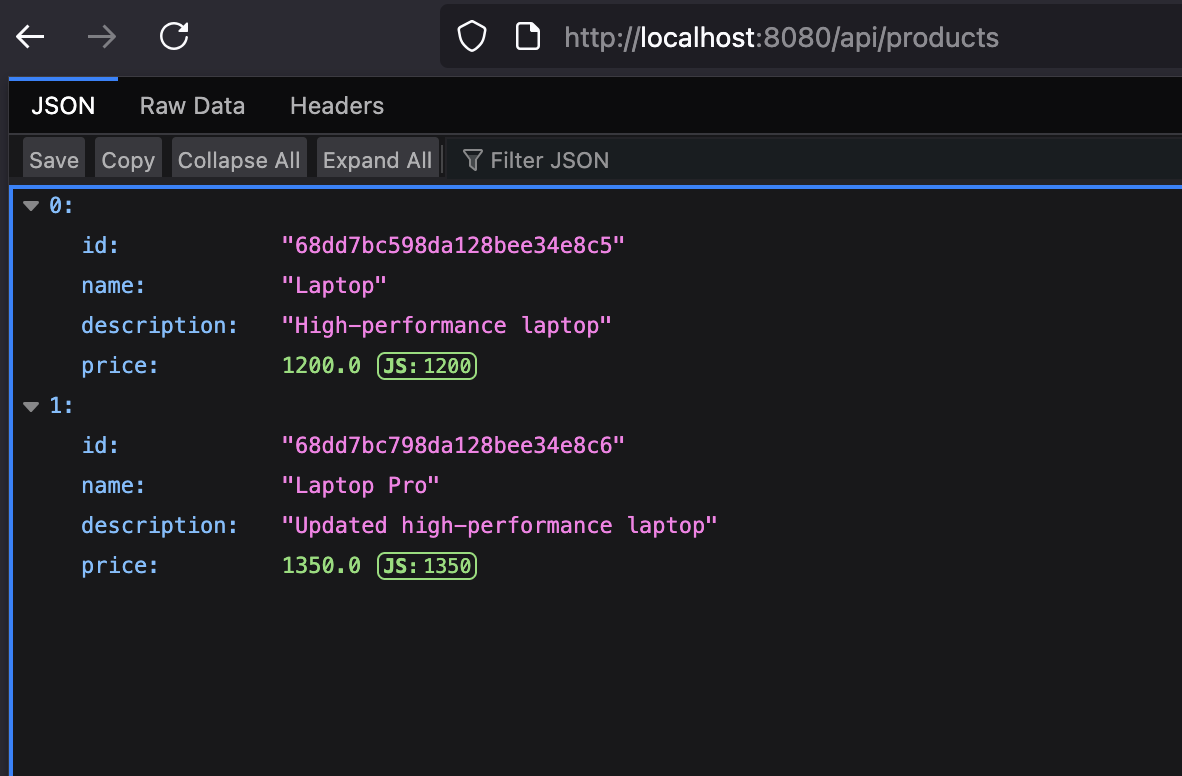 http://localhost:8080/api/products
JSON Raw Data Headers
Save Copy Collapse All Expand All Filter JSON
0:
id: "68dd7bc598da128bee34e8c5"
name: "Laptop"
description: "High-performance laptop"
price: 1200.0 JS: 1200
1:
id: "68dd7bc798da128bee34e8c6"
name: "Laptop Pro"
description: "Updated high-performance laptop"
price: 1350.0 JS: 1350